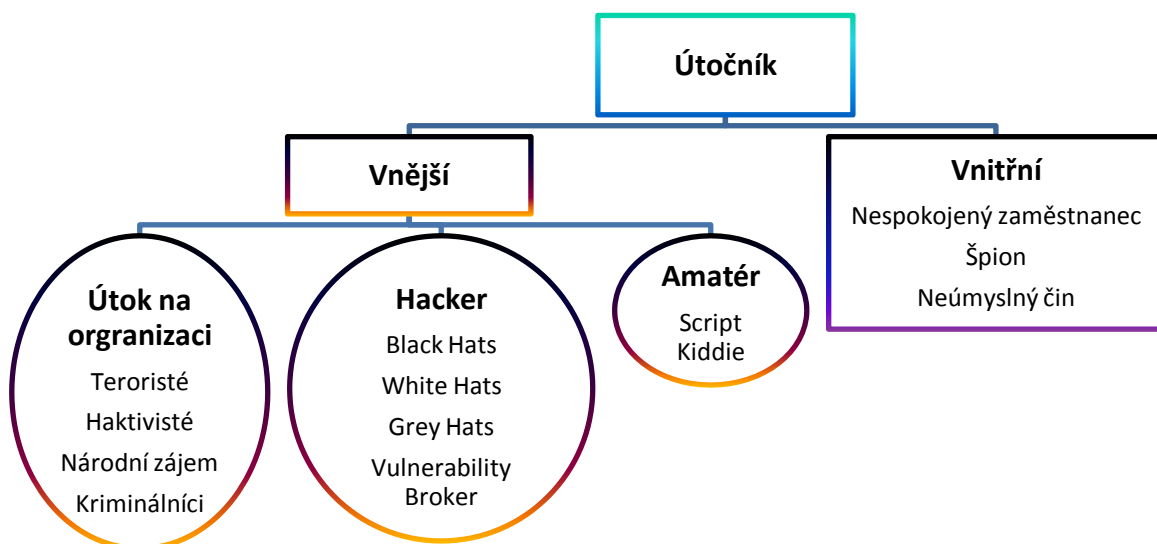 Útočník
Vnější
Vnitřní
Nespokojený zaměstnanec
Špion
Neúmyslný čin
Útok na
orgranizaci
Teroristé
Haktivisté
Národní zájem
Kriminálníci
Hacker
Black Hats
White Hats
Grey Hats
Vulnerability
Broker
Amatér
Script
Kiddie